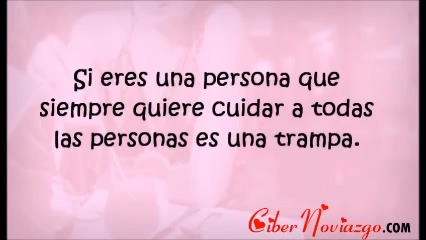 Si eres una persona que
siempre quiere cuidar a todas
las personas es una trampa.
CiberNoviazgo.com